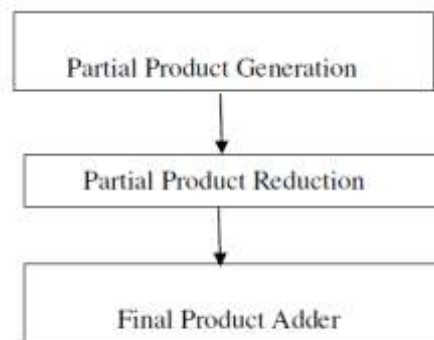 Partial Product Generation
Partial Product Reduction
Final Product Adder